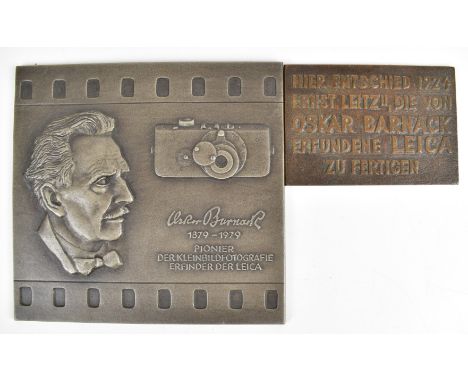 Oskar Barnack
1879-1979
PIONIER
DER KLEINBILDFOTOGRAFIE
ERFINDER DER LEICA
HIER ENTSCHIED 1924
ERNST LEITZ II, DIE VON
OSKAR BARNACK
ERFUNDENE LEICA
ZU FERTIGEN